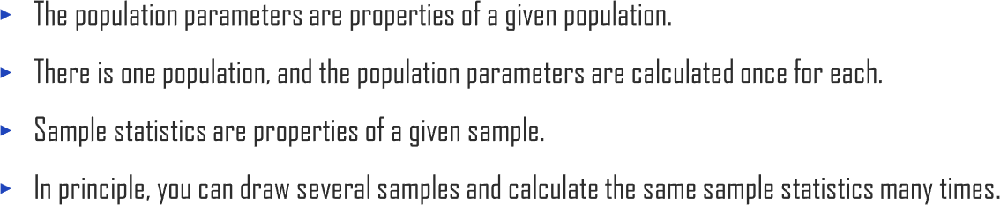 ► The population parameters are properties of a given population.
► There is one population, and the population parameters are calculated once for each.
► Sample statistics are properties of a given sample.
► In principle, you can draw several samples and calculate the same sample statistics many times.